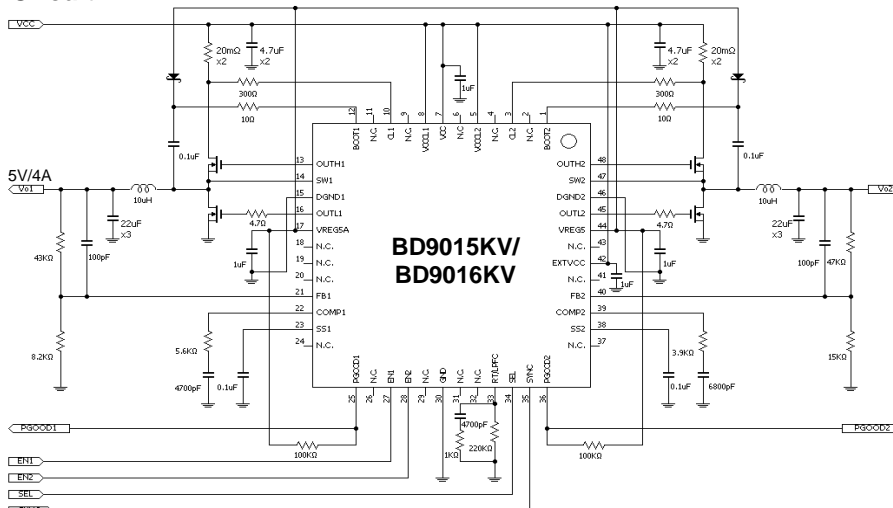 VCC
20mΩ
x2
4.7uF
x2
4.7uF
x2
20mΩ
x2
1uF
300Ω
300Ω
10Ω
10Ω
12
11
10
9
8
7
6
5
4
3
2
1
BOOT1
N.C
CL1
N.C
VCCCL1
VCC
N.C
VCCCL2
N.C
CL2
N.C
BOOT2
0.1uF
0.1uF
5V/4A
Vo1
10uH
22uF
x3
43KΩ
100pF
8.2KΩ
4.7Ω
1uF
5.6KΩ
4700pF
0.1uF
13 OUTH1
14 SW1
15 DGND1
16 OUTL1
17 VREG5A
18 N.C.
19 N.C.
20 N.C.
21 FB1
22 COMP1
23 SS1
24 N.C.
BD9015KV/
BD9016KV
OUTH2 48
SW2 47
DGND2 46
OUTL2 45
VREG5 44
N.C. 43
EXTVCC 42
N.C. 41
FB2 40
COMP2 39
SS2 38
N.C. 37
4.7Ω
1uF
1uF
10uH
Vo2
22uF
x3
100pF
47KΩ
15KΩ
3.9KΩ
0.1uF
6800pF
PGOOD1
N.C
EN1
EN2
N.C
GND
N.C
N.C
RT/LPFC
SEL
SYNC
PGOOD2
25
26
27
28
29
30
31
32
33
34
35
36
4700pF
1KΩ
220KΩ
100KΩ
100KΩ
PGOOD1
PGOOD2
EN1
EN2
SEL